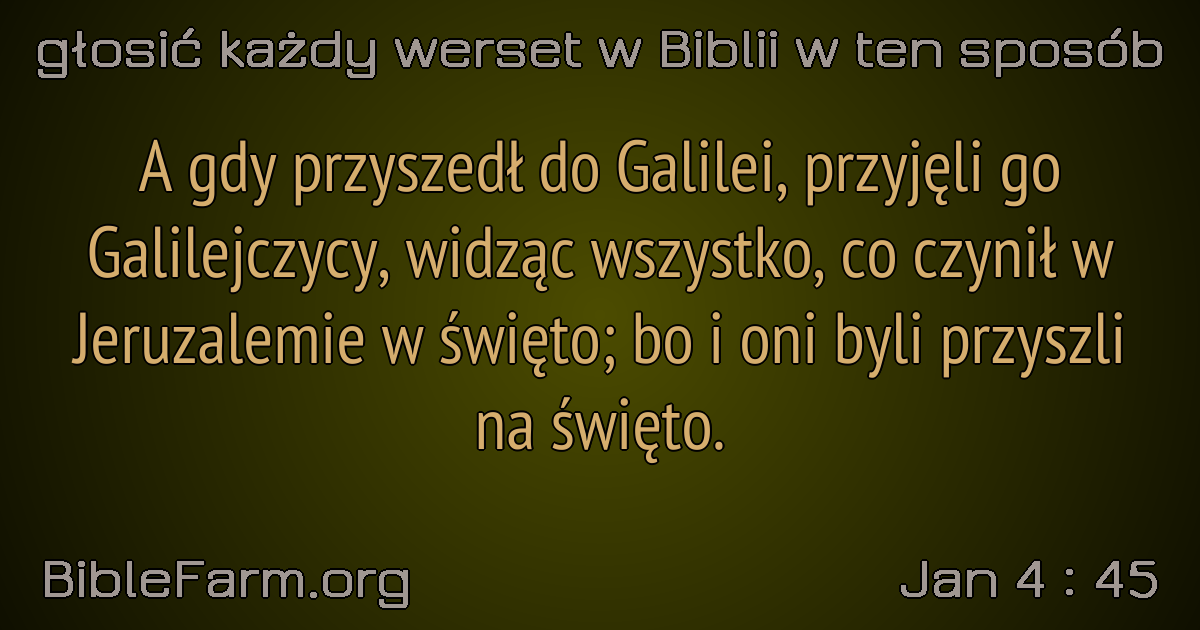 głosić każdy werset w Biblii w ten sposób
A gdy przyszedł do Galilei, przyjęli go
Galilejczycy, widząc wszystko, co czynił w
Jeruzalemie w święto; bo i oni byli przyszli
na święto.
BibleFarm.org
Jan 4 : 45